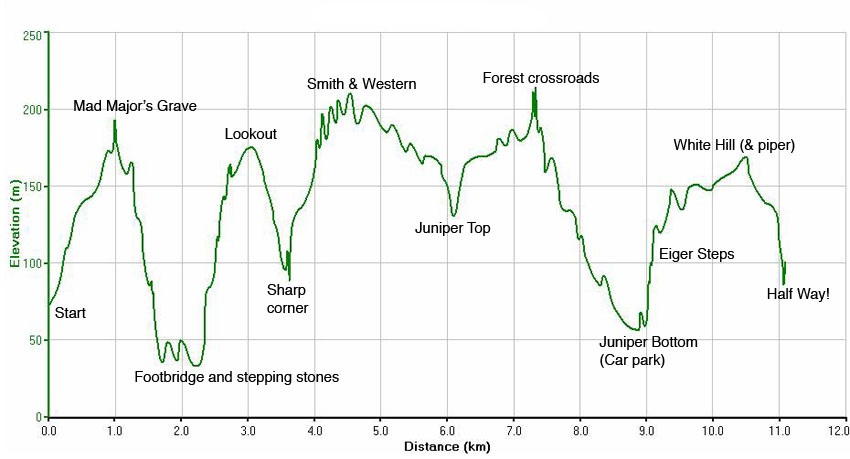 250
200
150
100
50
0
Elevation (m)
Mad Major's Grave
Smith & Western
Forest crossroads
Lookout
White Hill (& piper)
Juniper Top
Eiger Steps
Sharp
corner
Half Way!
Start
Juniper Bottom
(Car park)
Footbridge and stepping stones
0.0 1.0 2.0 3.0 4.0 5.0 6.0 7.0 8.0 9.0 10.0 11.0 12.0
Distance (km)